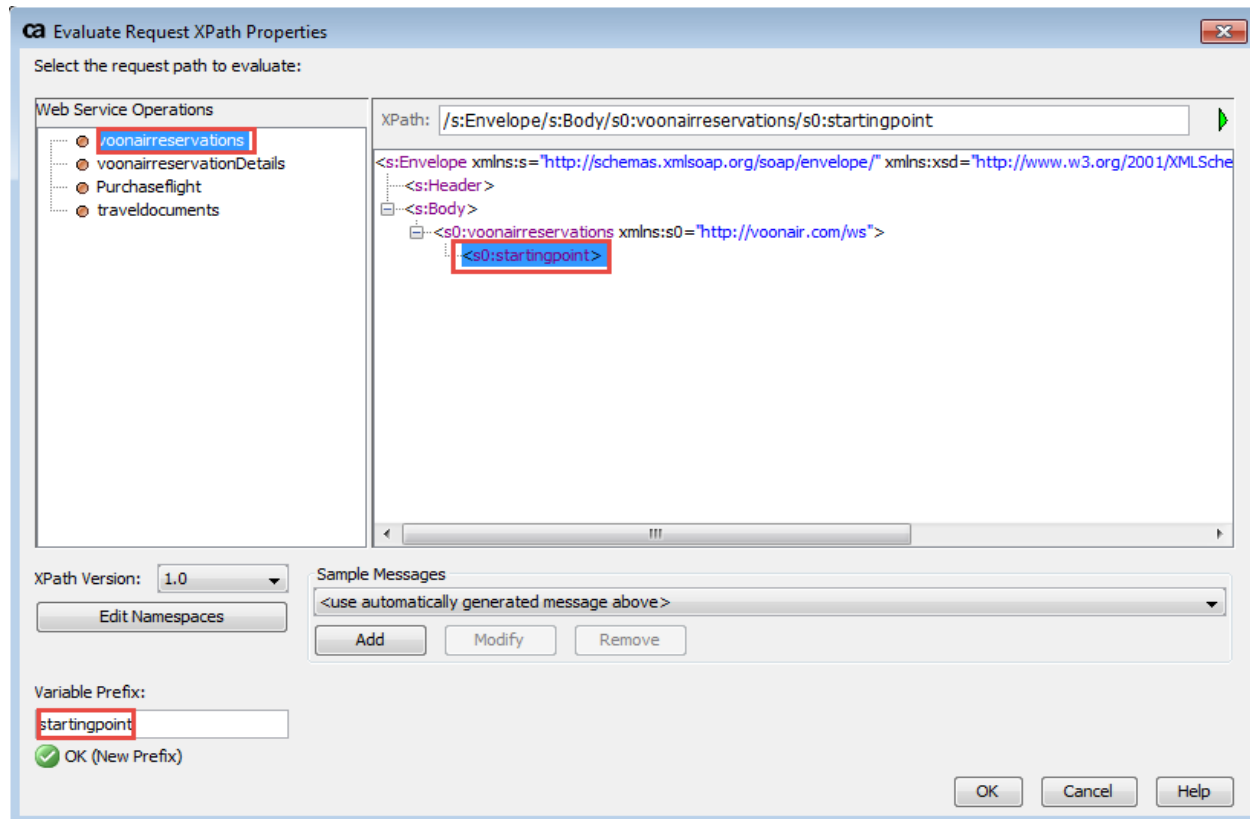 ca Evaluate Request XPath Properties
Select the request path to evaluate:
Web Service Operations
voonairreservations
voonairreservationDetails
Purchaseflight
traveldocuments
XPath: /s:Envelope/s:Body/s0:voonairreservations/s0:startingpoint
<s:Envelope xmlns:s="http://schemas.xmlsoap.org/soap/envelope/" xmlns:xsd="http://www.w3.org/2001/XMLSche
<s:Header>
<s:Body>
<s0:voonairreservations xmlns:s0="http://voonair.com/ws">
<s0:startingpoint>
XPath Version: 1.0
Edit Namespaces
Sample Messages
<use automatically generated message above>
Add Modify Remove
Variable Prefix:
startingpoint
OK (New Prefix)
OK Cancel Help